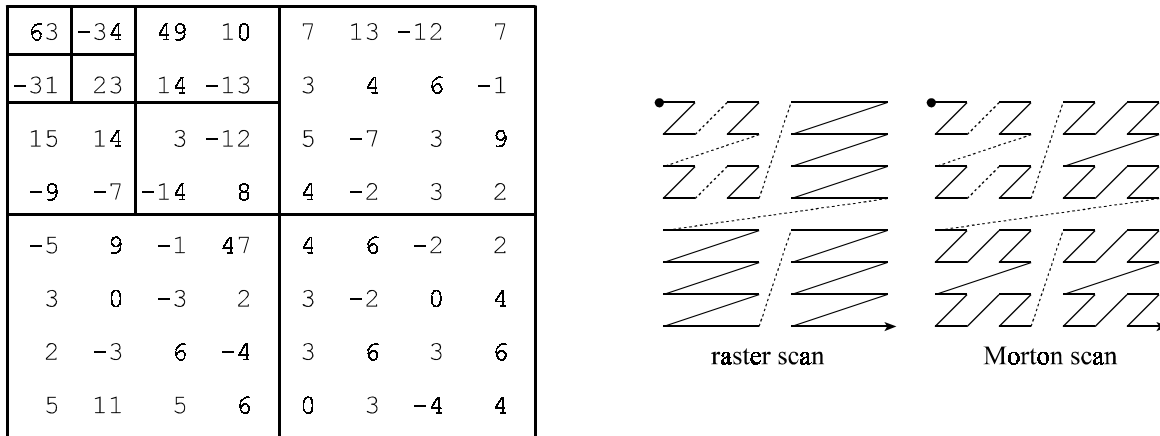 63 -34 49 10 7 13 -12 7
-31 23 14 -13 3 4 6 -1
15 14 3 -12 5 -7 3 9
-9 -7 -14 8 4 -2 3 2
-5 9 -1 47 4 6 -2 2
3 0 -3 2 3 -2 0 4
2 -3 6 -4 3 6 3 6
5 11 5 6 0 3 -4 4
raster scan
Morton scan